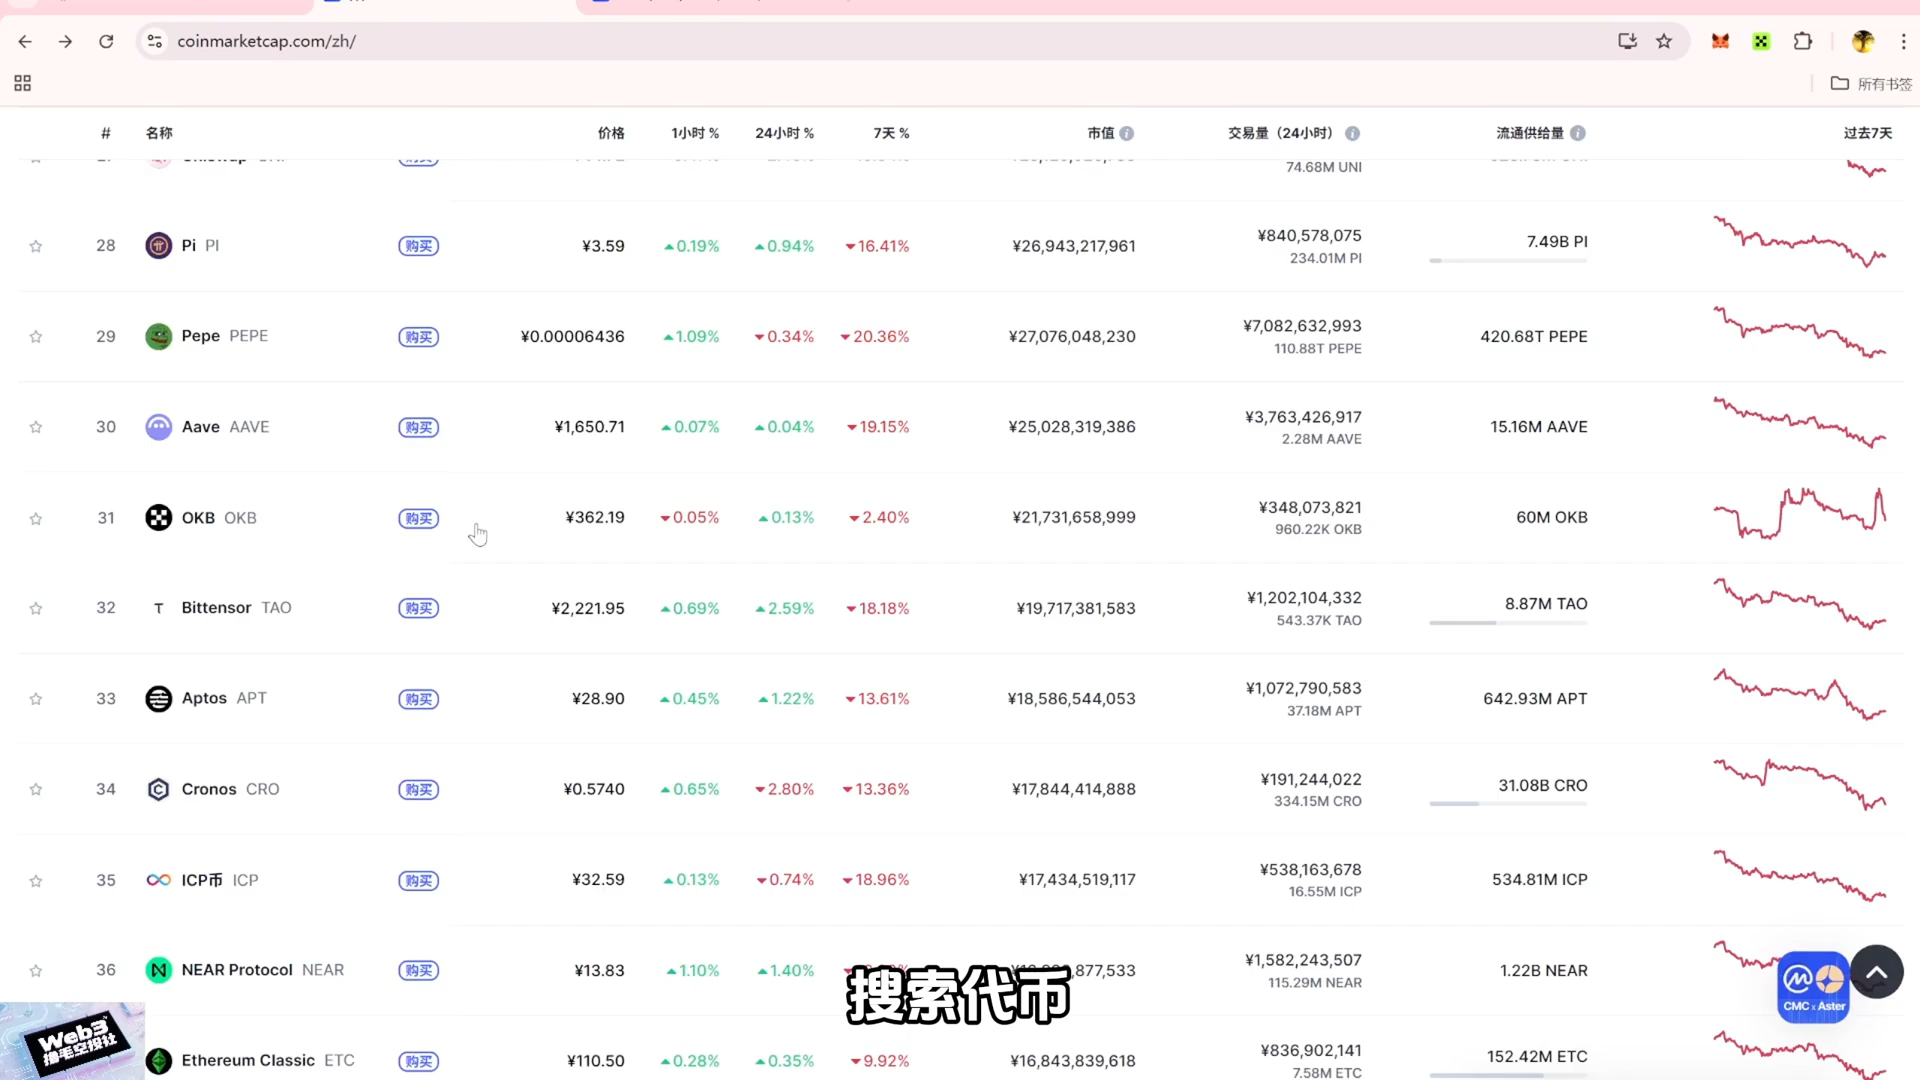 coinmarketcap.com/zh/
所有书签
# 名称 价格 1小时 % 24小时 % 7天 % 市值 交易量（24小时） 流通供给量 过去7天
74.68M UNI
28 Pi PI 购买 ¥3.59 0.19% 0.94% 16.41% ¥26,943,217,961 ¥840,578,075 7.49B PI
234.01M PI
29 Pepe PEPE 购买 ¥0.00006436 1.09% 0.34% 20.36% ¥27,076,048,230 ¥7,082,632,993 420.68T PEPE
110.88T PEPE
30 Aave AAVE 购买 ¥1,650.71 0.07% 0.04% 19.15% ¥25,028,319,386 ¥3,763,426,917 15.16M AAVE
2.28M AAVE
31 OKB OKB 购买 ¥362.19 0.05% 0.13% 2.40% ¥21,731,658,999 ¥348,073,821 60M OKB
960.22K OKB
32 T Bittensor TAO 购买 ¥2,221.95 0.69% 2.59% 18.18% ¥19,717,381,583 ¥1,202,104,332 8.87M TAO
543.37K TAO
33 Aptos APT 购买 ¥28.90 0.45% 1.22% 13.61% ¥18,586,544,053 ¥1,072,790,583 642.93M APT
37.18M APT
34 Cronos CRO 购买 ¥0.5740 0.65% 2.80% 13.36% ¥17,844,414,888 ¥191,244,022 31.08B CRO
334.15M CRO
35 ICP币 ICP 购买 ¥32.59 0.13% 0.74% 18.96% ¥17,434,519,117 ¥538,163,678 534.81M ICP
16.55M ICP
36 NEAR Protocol NEAR 购买 ¥13.83 1.10% 1.40% 877,533 ¥1,582,243,507 1.22B NEAR
115.29M NEAR
搜索代币
CMC x Aster
Web3
撸毛空投社
Ethereum Classic ETC 购买 ¥110.50 0.28% 0.35% 9.92% ¥16,843,839,618 ¥836,902,141 152.42M ETC
7.58M ETC